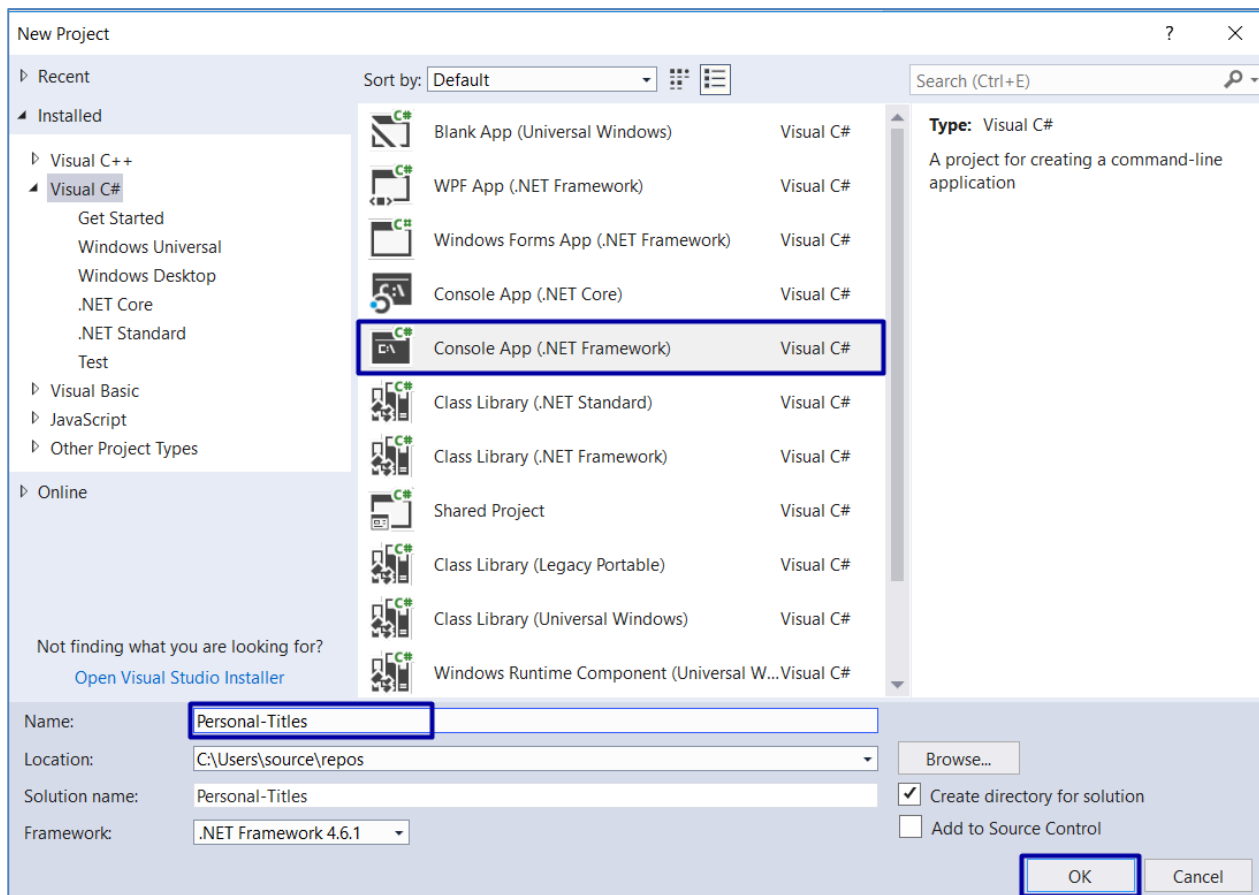 New Project
?
Recent
Installed
Visual C++
Visual C#
Get Started
Windows Universal
Windows Desktop
.NET Core
.NET Standard
Test
Visual Basic
JavaScript
Other Project Types
Online
Not finding what you are looking for?
Open Visual Studio Installer
Sort by: Default
C# Blank App (Universal Windows) Visual C#
C# WPF App (.NET Framework) Visual C#
C# Windows Forms App (.NET Framework) Visual C#
C:\ Console App (.NET Core) Visual C#
C# C:\ Console App (.NET Framework) Visual C#
C# Class Library (.NET Standard) Visual C#
C# Class Library (.NET Framework) Visual C#
C# Shared Project Visual C#
C# Class Library (Legacy Portable) Visual C#
C# Class Library (Universal Windows) Visual C#
C# Windows Runtime Component (Universal W... Visual C#
Search (Ctrl+E)
Type: Visual C#
A project for creating a command-line
application
Name: Personal-Titles
Location: C:\Users\source\repos
Browse...
Solution name: Personal-Titles
Create directory for solution
Framework: .NET Framework 4.6.1
Add to Source Control
OK Cancel